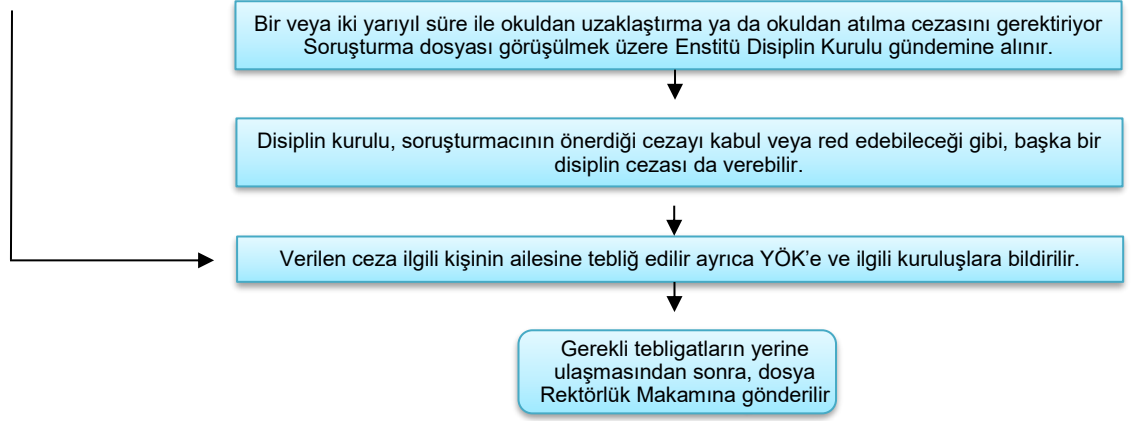 Bir veya iki yarıyıl süre ile okuldan uzaklaştırma ya da okuldan atılma cezasını gerektiriyor
Soruşturma dosyası görüşülmek üzere Enstitü Disiplin Kurulu gündemine alınır.
Disiplin kurulu, soruşturmacının önerdiği cezayı kabul veya red edebileceği gibi, başka bir
disiplin cezası da verebilir.
Verilen ceza ilgili kişinin ailesine tebliğ edilir ayrıca YÖK’e ve ilgili kuruluşlara bildirilir.
Gerekli tebligatların yerine
ulaşmasından sonra, dosya
Rektörlük Makamına gönderilir